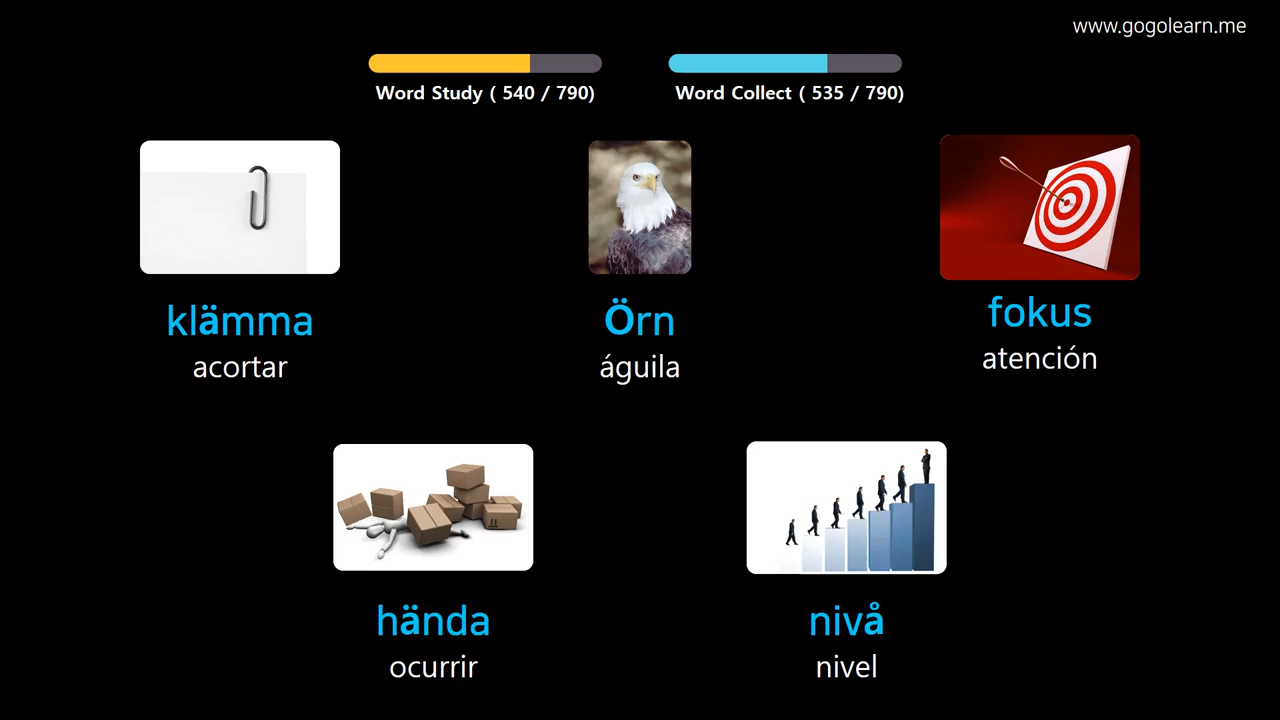 www.gogolearn.me
Word Study ( 540 / 790)
Word Collect ( 535 / 790)
klämma
acortar
Örn
águila
fokus
atención
hända
ocurrir
nivå
nivel